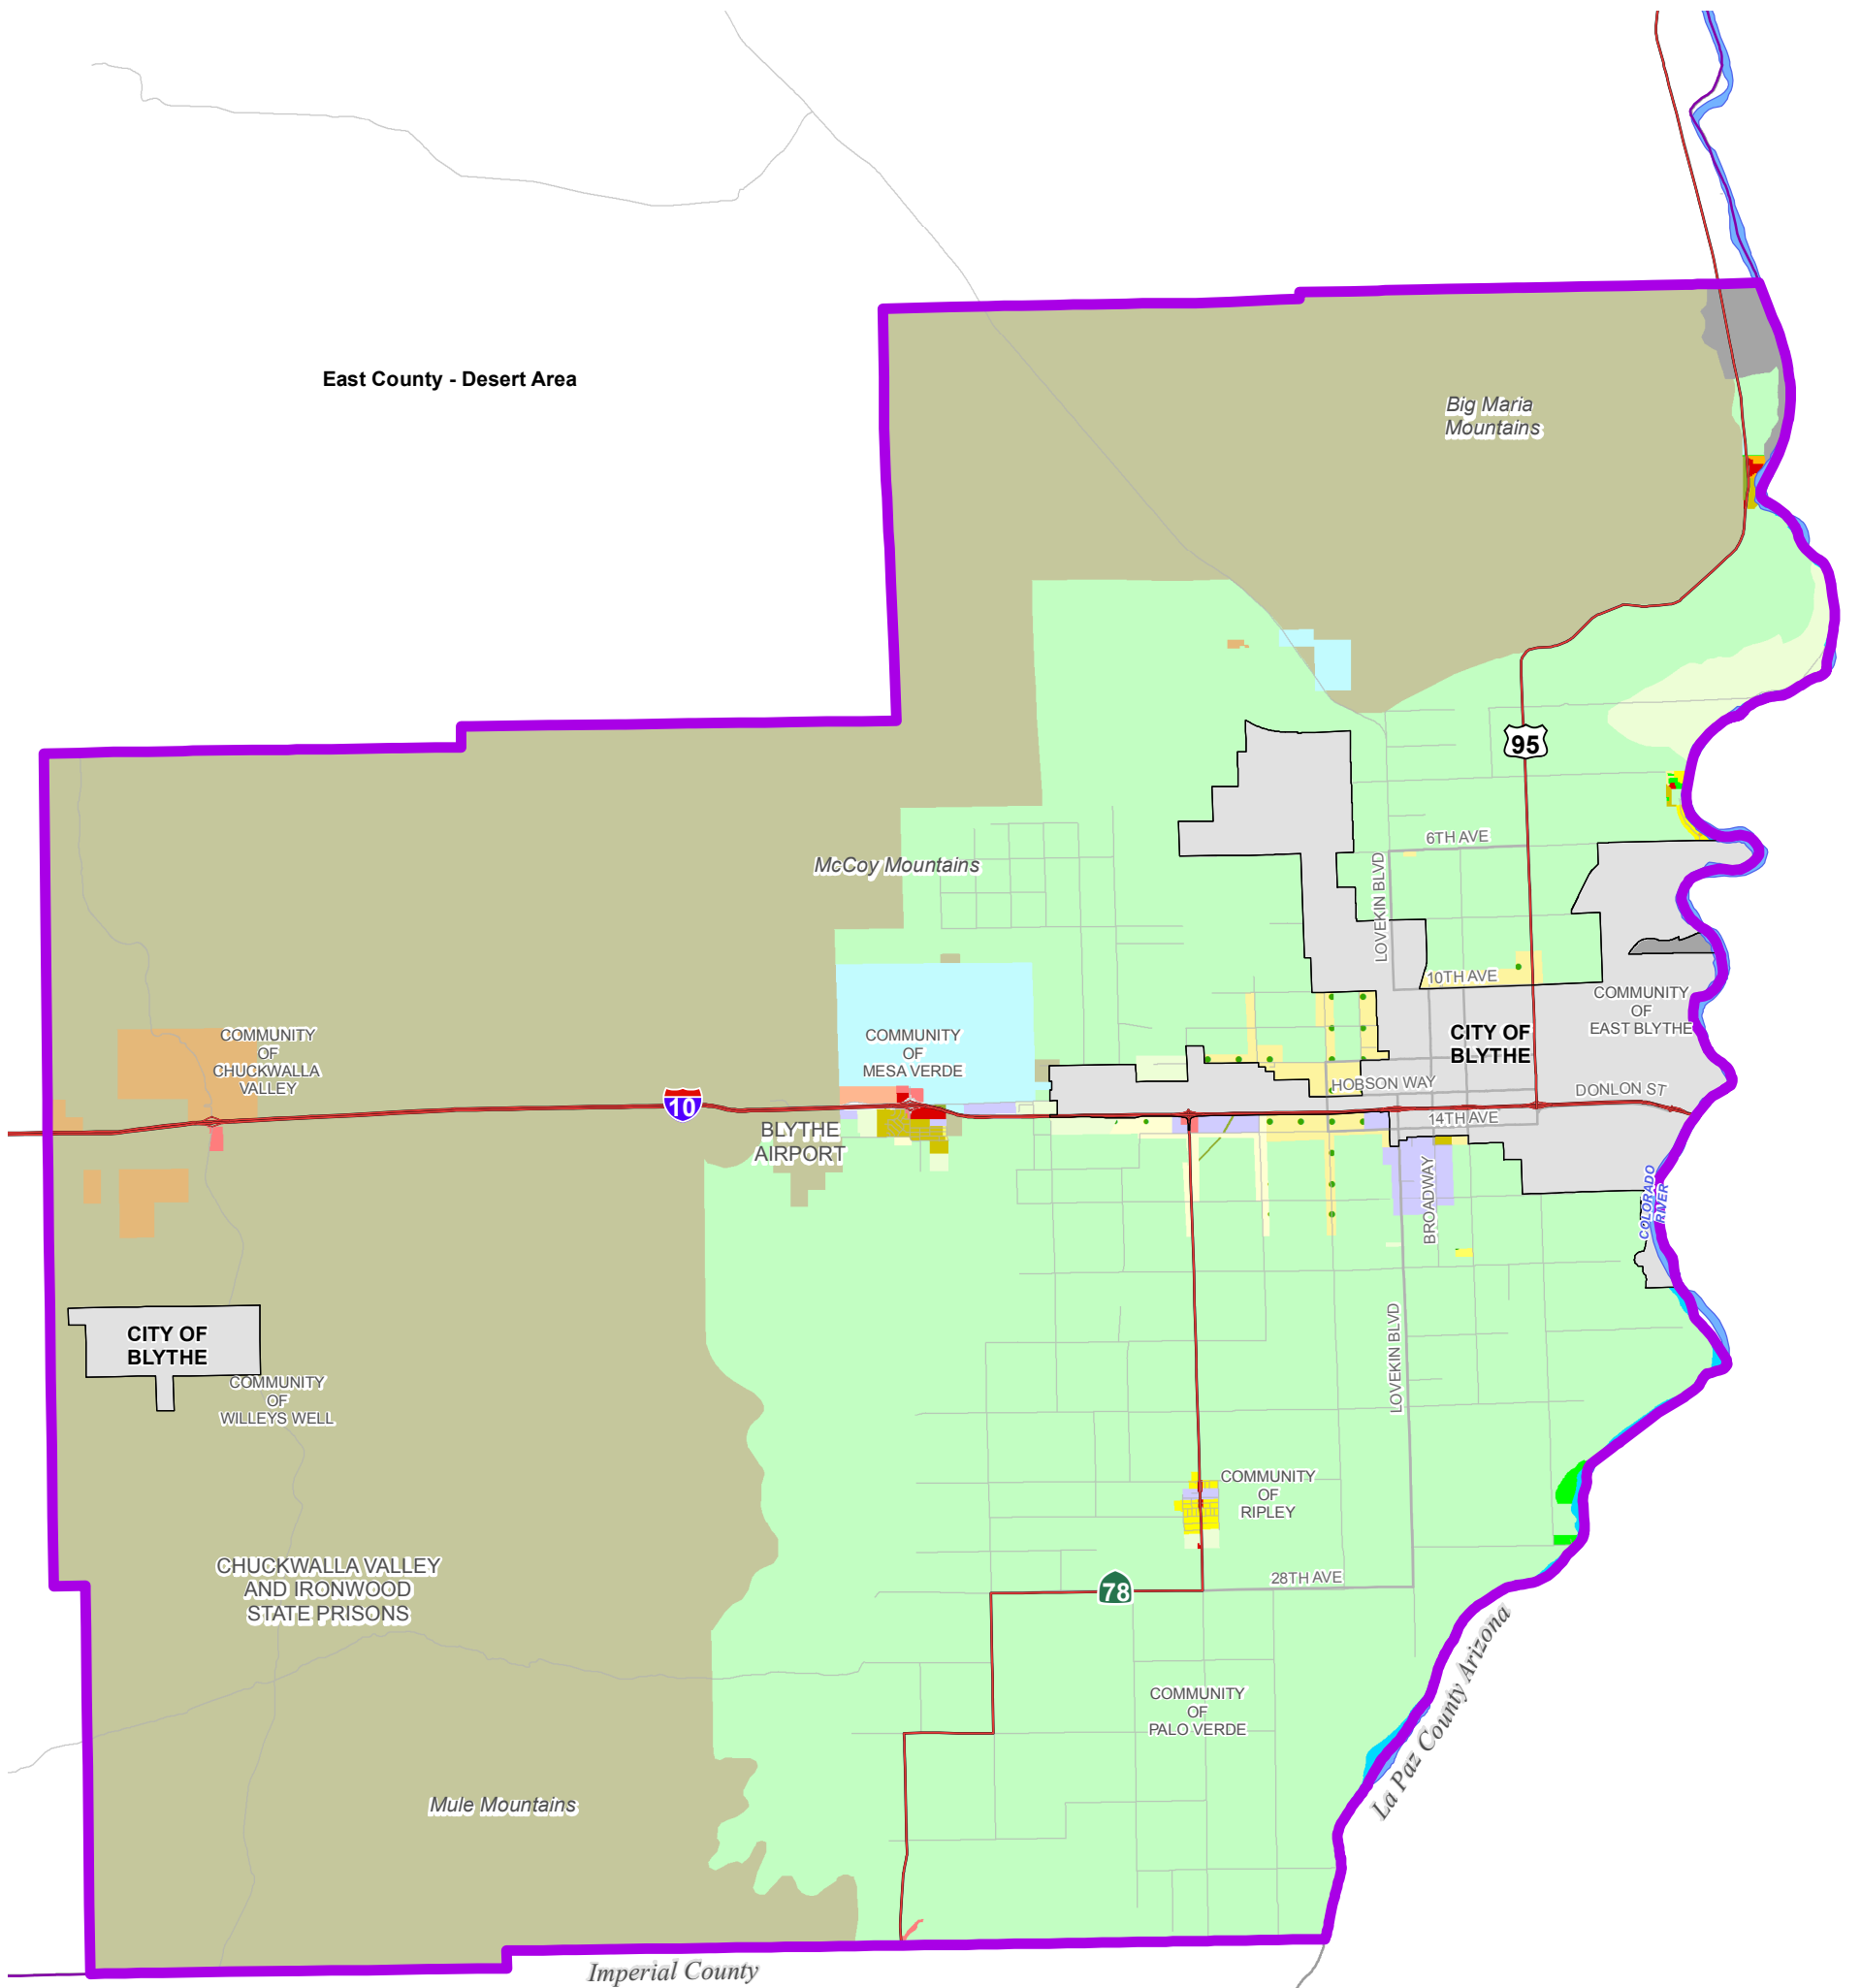 East County - Desert Area
Big Maria
Mountains
95
6TH AVE
McCoy Mountains
LOVEKIN BLVD
10TH AVE
COMMUNITY
OF
EAST BLYTHE
COMMUNITY
OF
CHUCKWALLA
VALLEY
COMMUNITY
OF
MESA VERDE
CITY OF
BLYTHE
HOBSON WAY
DONLON ST
10
14TH AVE
BLYTHE
AIRPORT
BROADWAY
COLORADO
RIVER
CITY OF
BLYTHE
COMMUNITY
OF
WILLEYS WELL
LOVEKIN BLVD
COMMUNITY
OF
RIPLEY
CHUCKWALLA VALLEY
AND IRONWOOD
STATE PRISONS
28TH AVE
78
COMMUNITY
OF
PALO VERDE
La Paz County Arizona
Mule Mountains
Imperial County